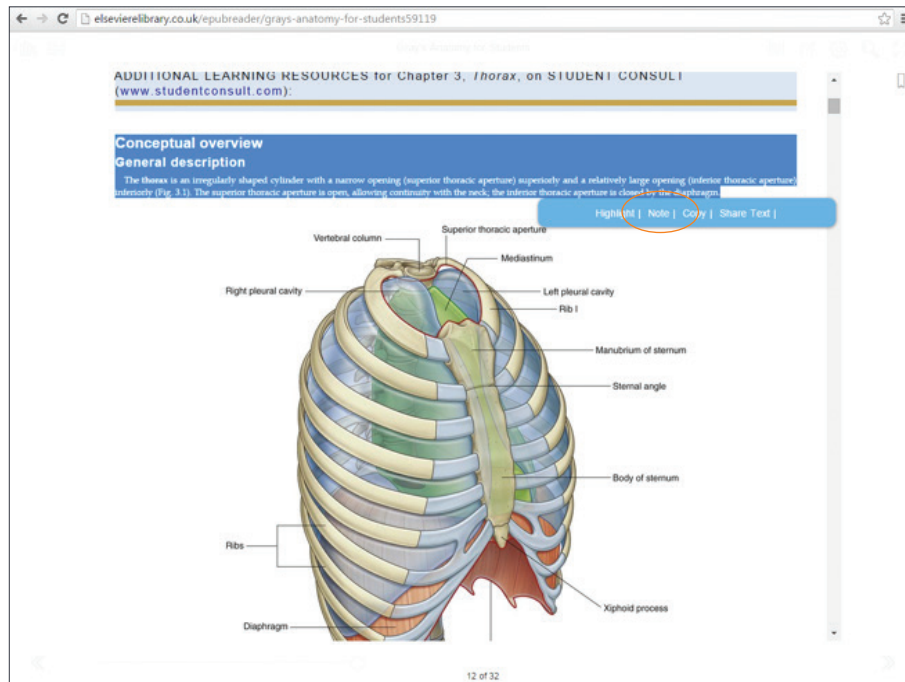 elsevierelibrary.co.uk/epubreader/grays-anatomy-for-students59119
Gray's Anatomy for Students
ADDITIONAL LEARNING RESOURCES for Chapter 3, Thorax, on STUDENT CONSULT
(www.studentconsult.com):
Conceptual overview
General description
The thorax is an irregularly shaped cylinder with a narrow opening (superior thoracic aperture) superiorly and a relatively large opening (inferior thoracic aperture)
inferiorly (Fig. 3.1). The superior thoracic aperture is open, allowing continuity with the neck; the inferior thoracic aperture is closed by the diaphragm.
Highlight | Note | Copy | Share Text |
Superior thoracic aperture
Vertebral column
Mediastinum
Right pleural cavity
Left pleural cavity
Rib I
Manubrium of sternum
Sternal angle
Body of sternum
Ribs
Xiphoid process
Diaphragm
12 of 32